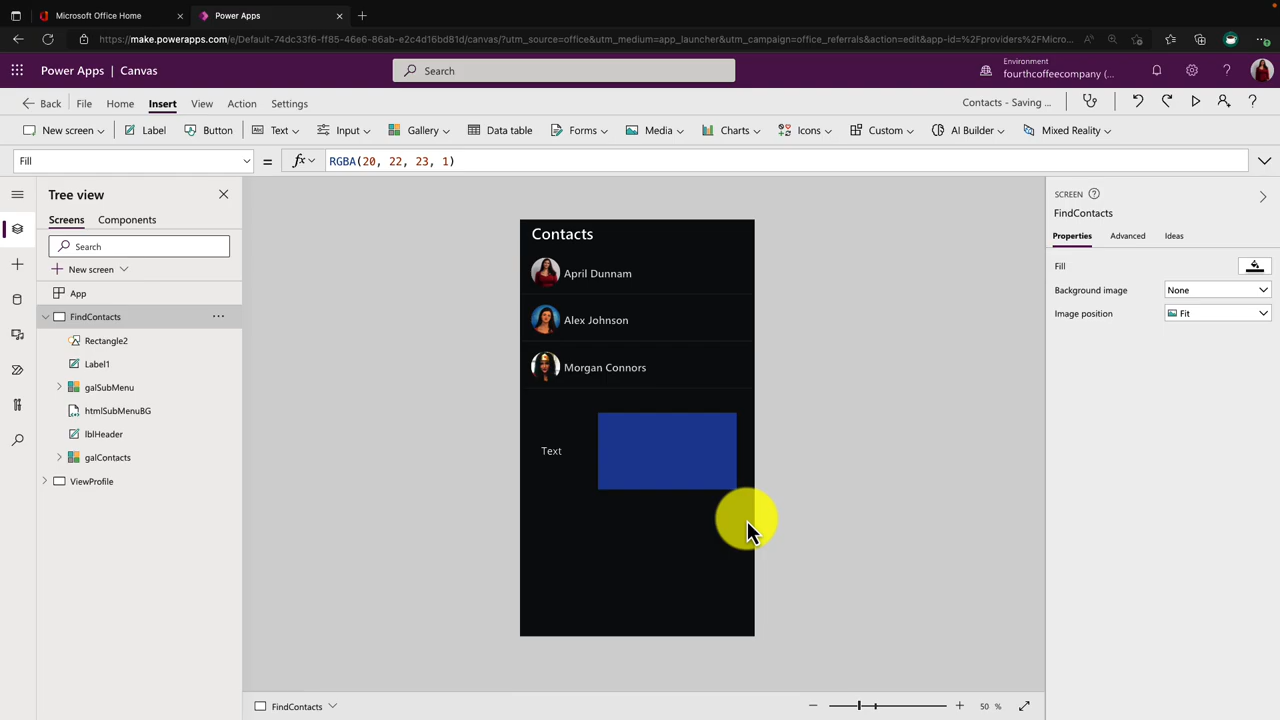 Microsoft Office Home
Power Apps
https://make.powerapps.com/e/Default-74dc33f6-ff85-46e6-86ab-e2c4d16bd81d/canvas/?utm_source=office&utm_medium=app_launcher&utm_campaign=office_referrals&action=edit&app-id=%2Fproviders%2FMicro...
Power Apps | Canvas
Search
Environment
fourthcoffeecompany (...
Back
File
Home
Insert
View
Action
Settings
Contacts - Saving ...
New screen
Label
Button
Text
Input
Gallery
Data table
Forms
Media
Charts
Icons
Custom
AI Builder
Mixed Reality
Fill
= fx RGBA(20, 22, 23, 1)
Tree view
Screens
Components
Search
New screen
App
FindContacts
Rectangle2
Label1
galSubMenu
htmlSubMenuBG
lblHeader
galContacts
ViewProfile
Contacts
April Dunnam
Alex Johnson
Morgan Connors
Text
SCREEN
FindContacts
Properties
Advanced
Ideas
Fill
Background image
None
Image position
Fit
FindContacts
50 %